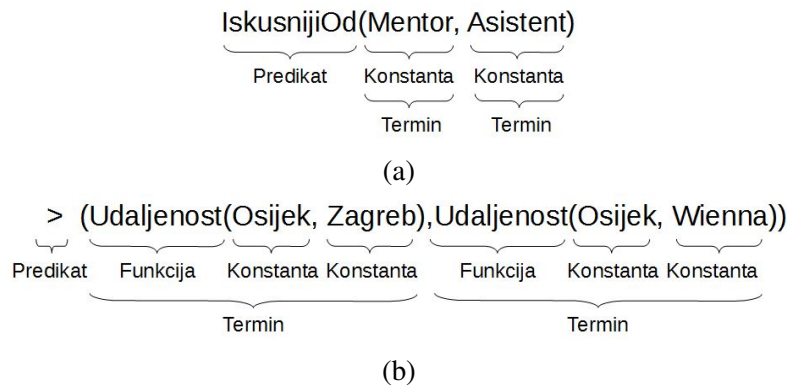 IskusnijiOd(Mentor, Asistent)
Predikat Konstanta Konstanta
Termin Termin
(a)
> (Udaljenost(Osijek, Zagreb),Udaljenost(Osijek, Wienna))
Predikat Funkcija Konstanta Konstanta Funkcija Konstanta Konstanta
Termin Termin
(b)